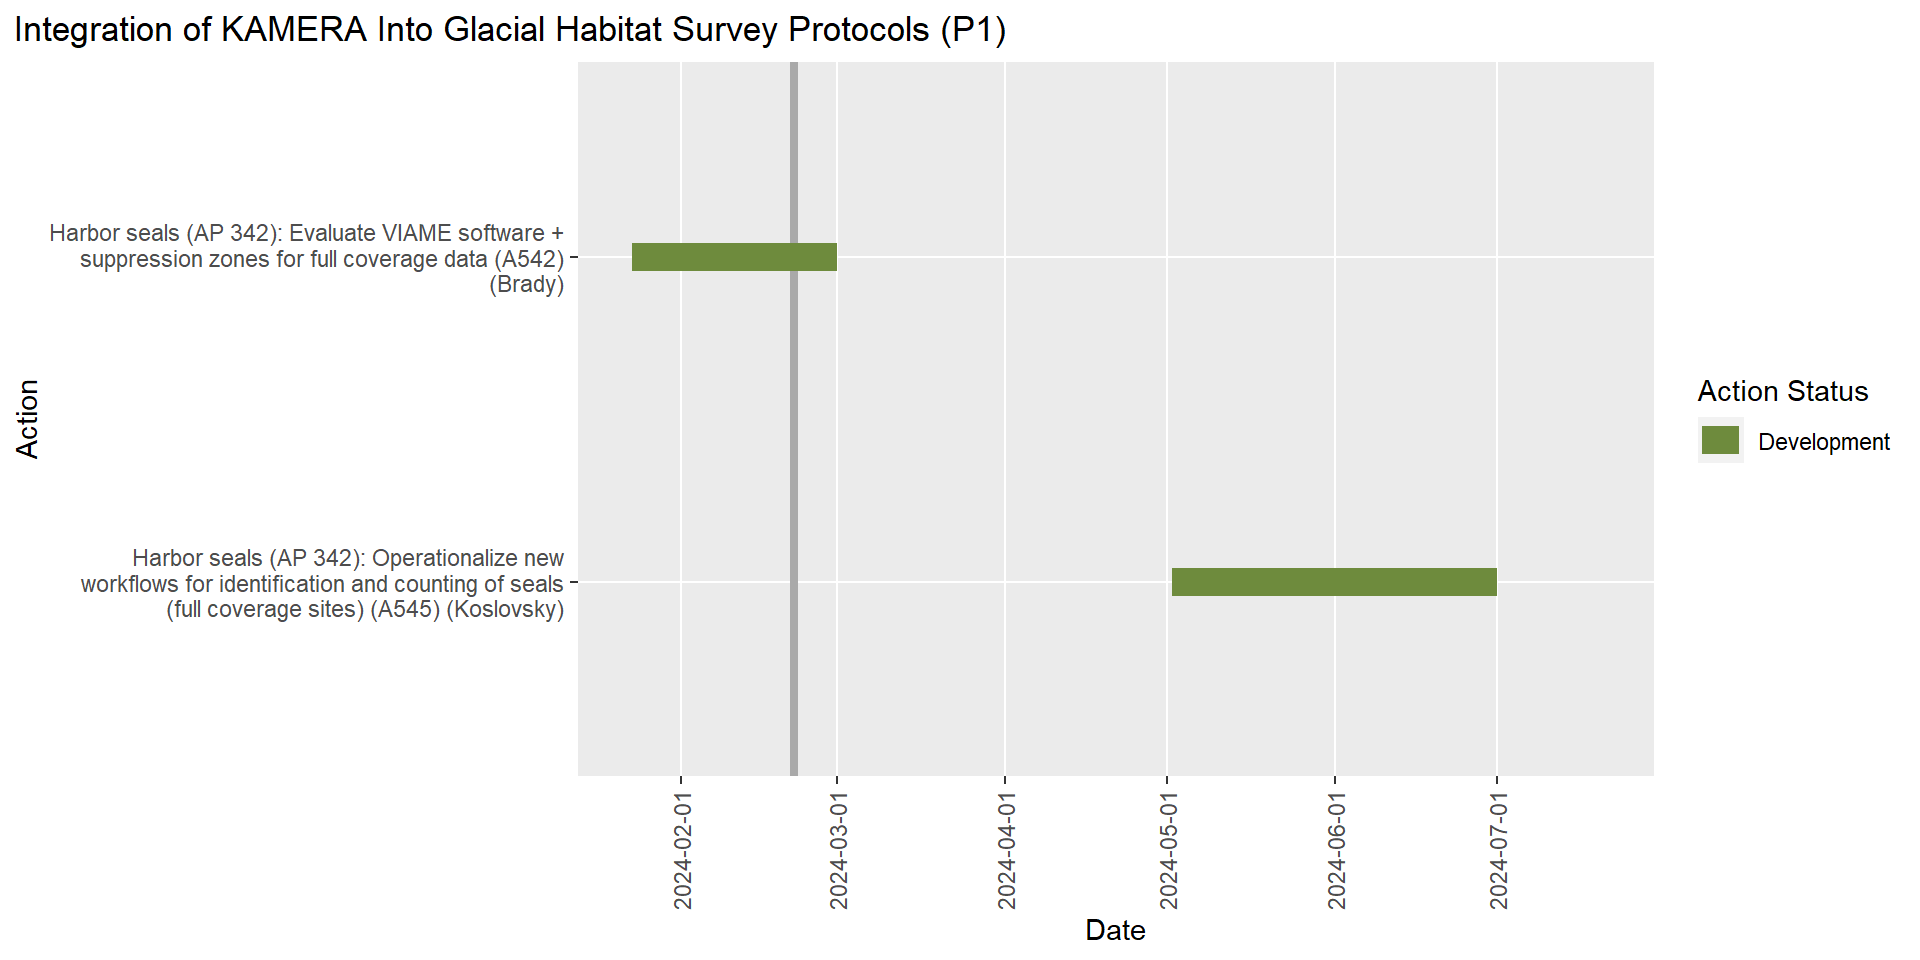 Integration of KAMERA Into Glacial Habitat Survey Protocols (P1)
Harbor seals (AP 342): Evaluate VIAME software +
suppression zones for full coverage data (A542)
(Brady)
Action
Harbor seals (AP 342): Operationalize new
workflows for identification and counting of seals
(full coverage sites) (A545) (Koslovsky)
Action Status
Development
2024-02-01
2024-03-01
2024-04-01
2024-05-01
2024-06-01
2024-07-01
Date